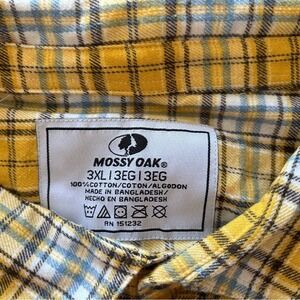 MOSSY OAK®
3XL | 3EG | 3EG
100%COTTON/COTON/ALGODON
MADE IN BANGLADESH/
HECHO EN BANGLADESH
RN 151232